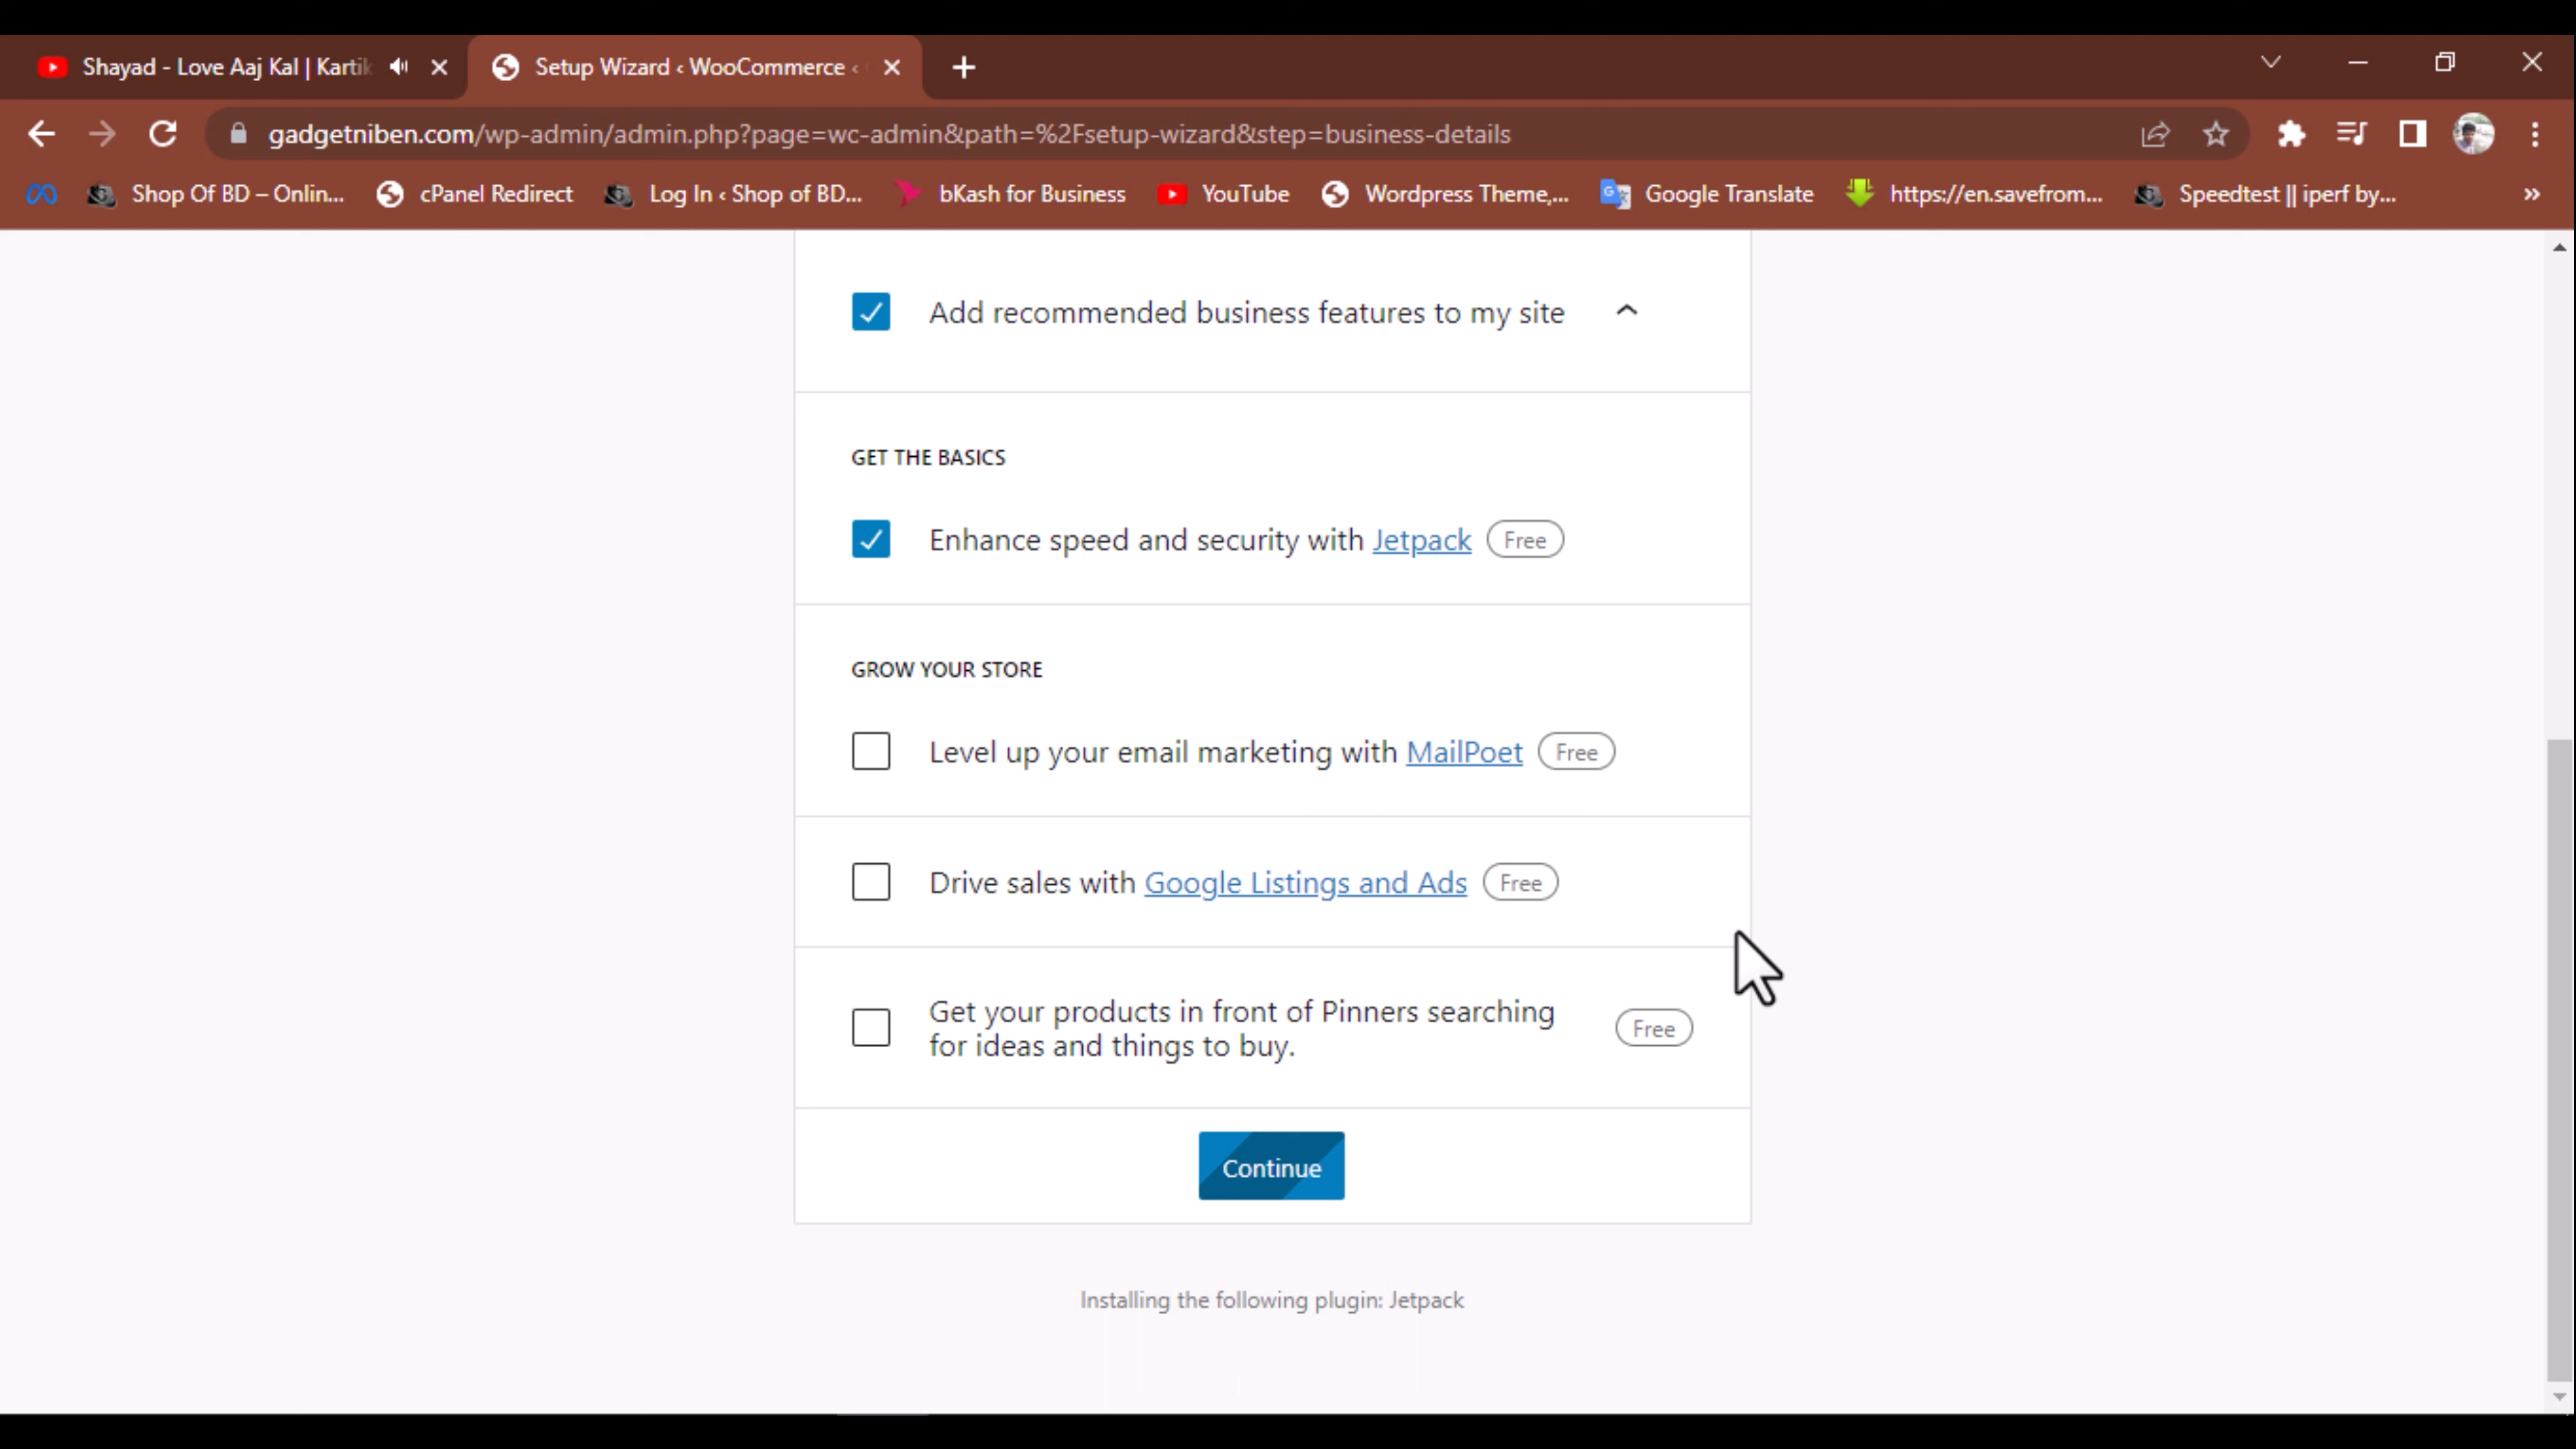 Shayad - Love Aaj Kal | Kartik
Setup Wizard ‹ WooCommerce ‹
gadgetniben.com/wp-admin/admin.php?page=wc-admin&path=%2Fsetup-wizard&step=business-details
Shop Of BD – Onlin...
cPanel Redirect
Log In ‹ Shop of BD...
bKash for Business
YouTube
Wordpress Theme,...
Google Translate
https://en.savefrom...
Speedtest || iperf by...
Add recommended business features to my site
GET THE BASICS
Enhance speed and security with Jetpack Free
GROW YOUR STORE
Level up your email marketing with MailPoet Free
Drive sales with Google Listings and Ads Free
Get your products in front of Pinners searching
for ideas and things to buy.
Free
Continue
Installing the following plugin: Jetpack